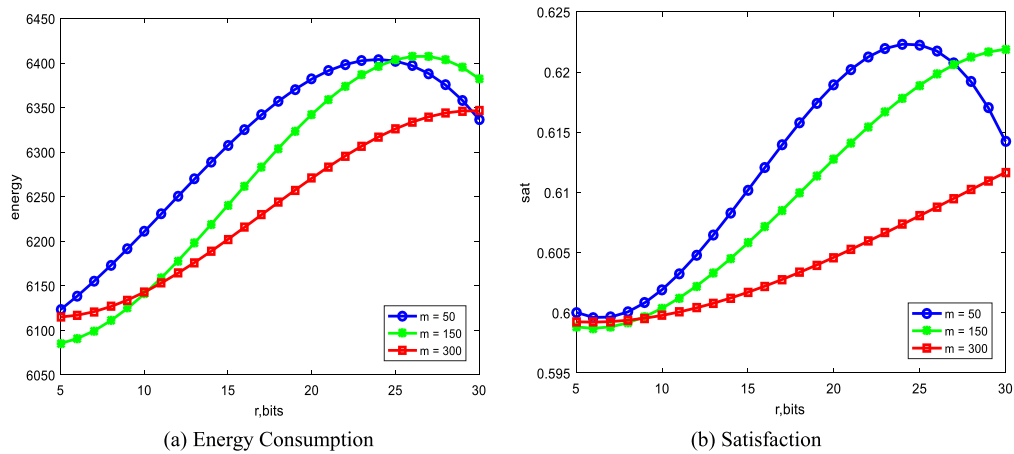 6450
6400
6350
6300
6250
6200
6150
6100
6050
energy
5 10 15 20 25 30
r,bits
m = 50
m = 150
m = 300
(a) Energy Consumption
0.625
0.62
0.615
0.61
0.605
0.6
0.595
sat
5 10 15 20 25 30
r,bits
m = 50
m = 150
m = 300
(b) Satisfaction